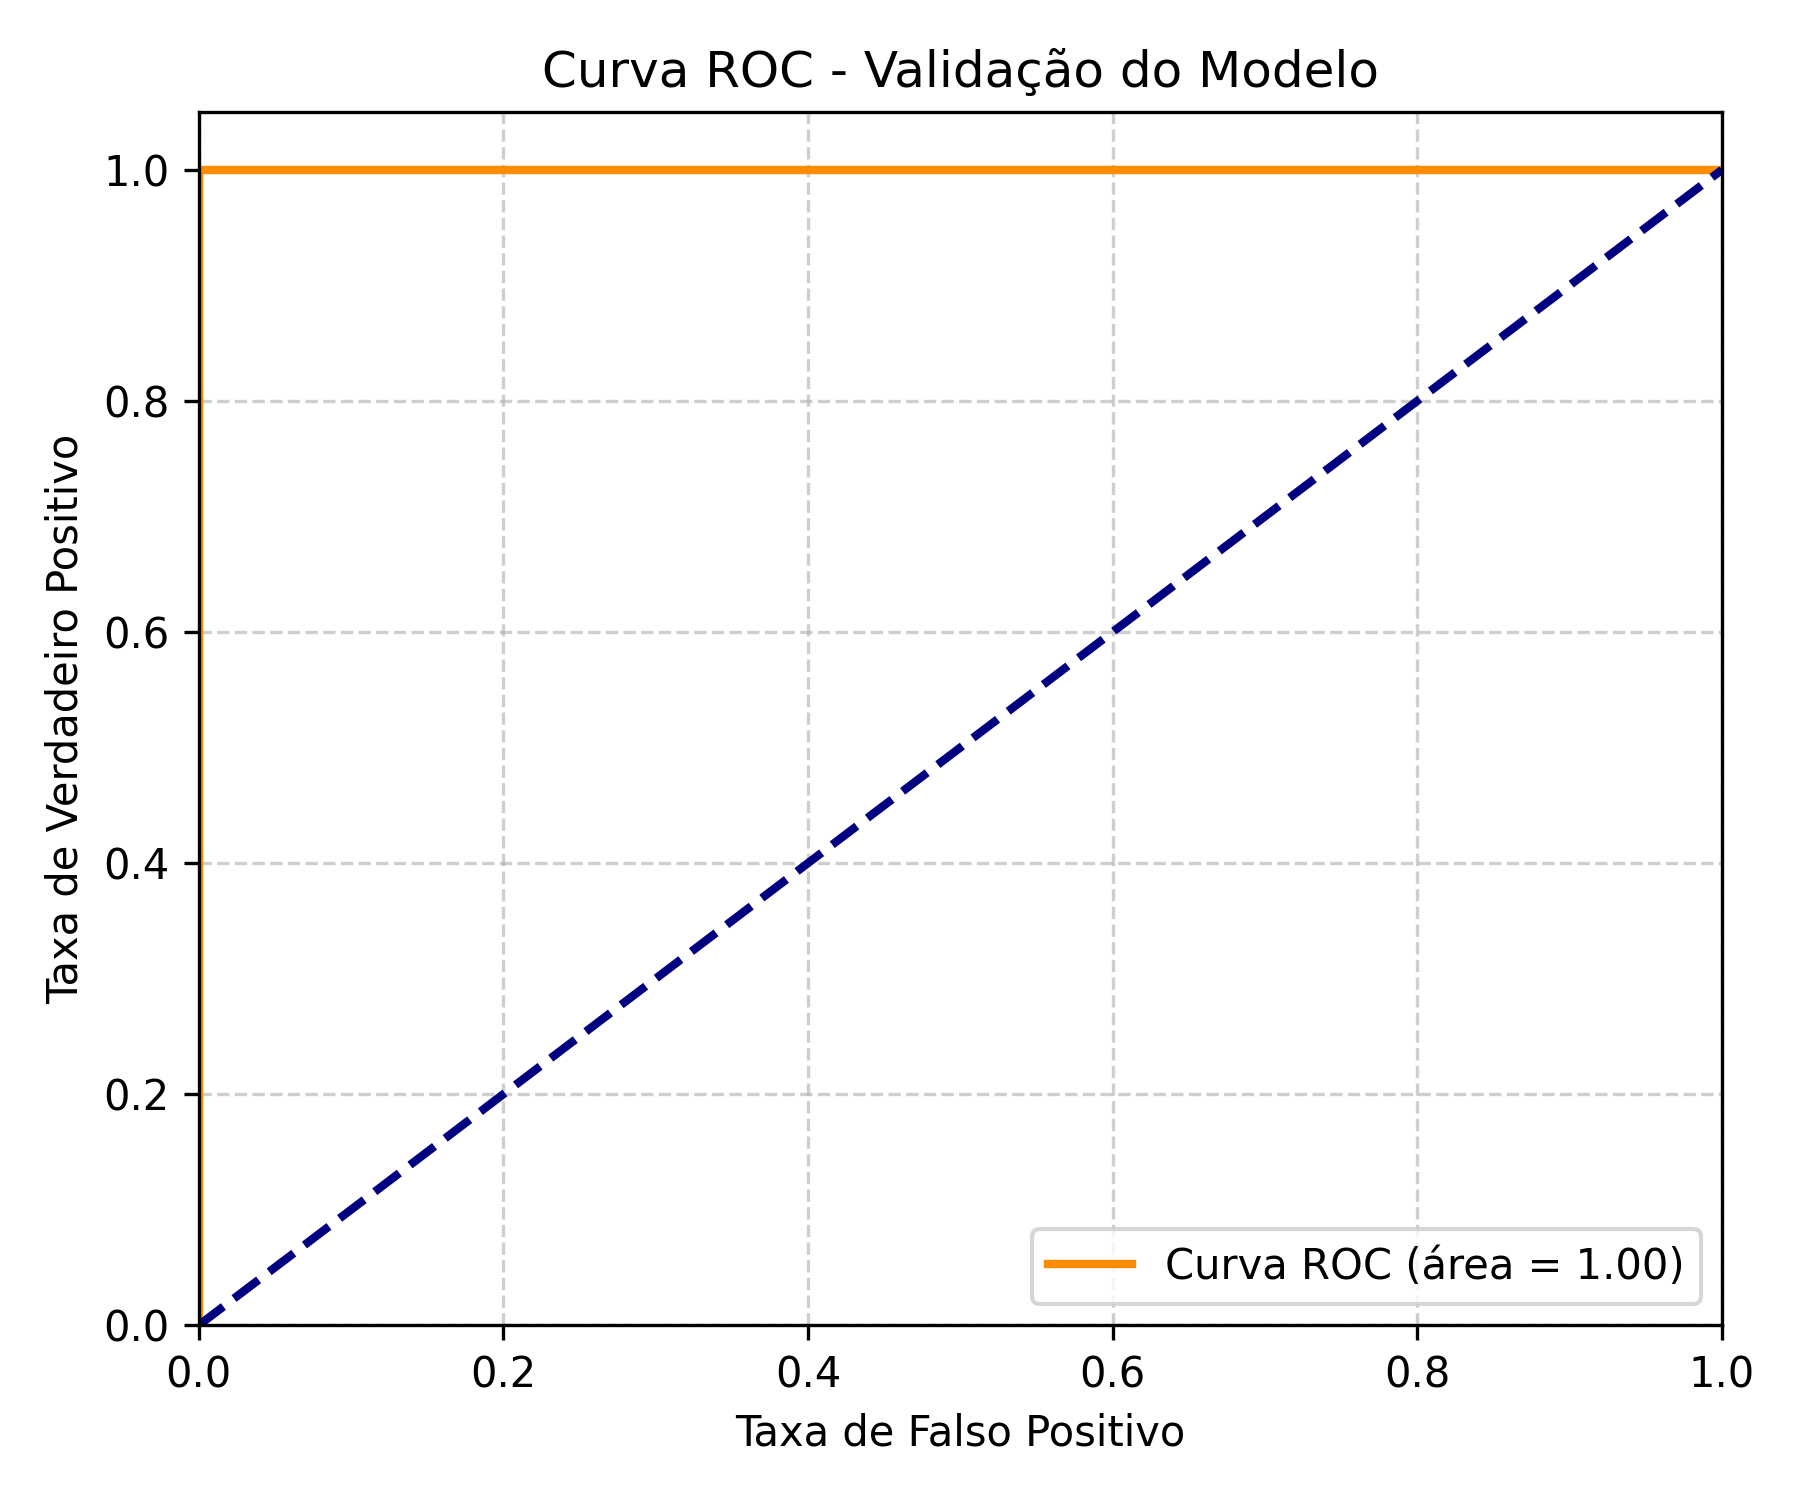 Curva ROC - Validação do Modelo
Taxa de Verdadeiro Positivo
1.0
0.8
0.6
0.4
0.2
0.0
Curva ROC (área = 1.00)
0.0 0.2 0.4 0.6 0.8 1.0
Taxa de Falso Positivo